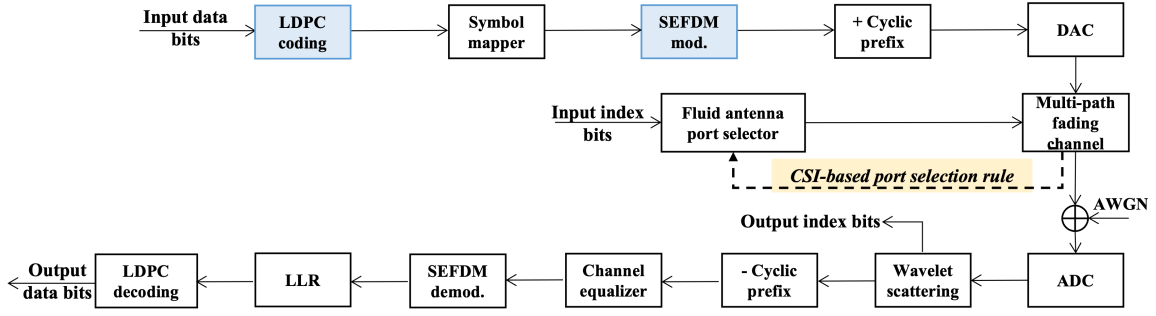 Input data
bits
LDPC
coding
Symbol
mapper
SEFDM
mod.
+ Cyclic
prefix
DAC
Input index
bits
Fluid antenna
port selector
Multi-path
fading
channel
CSI-based port selection rule
AWGN
Output index bits
Output
data bits
LDPC
decoding
LLR
SEFDM
demod.
Channel
equalizer
- Cyclic
prefix
Wavelet
scattering
ADC